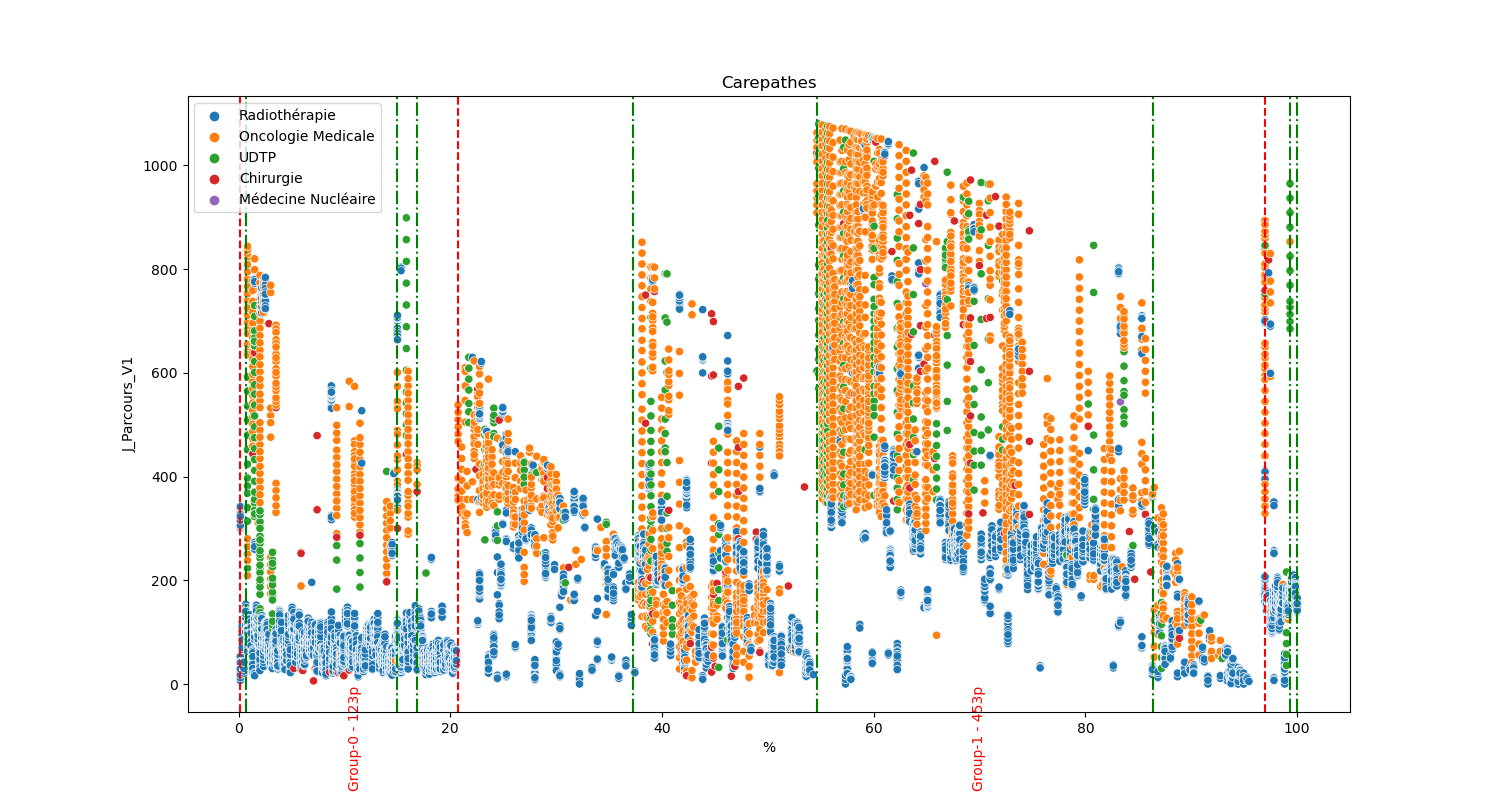 Carepathes
Radiothérapie
Oncologie Medicale
UDTP
Chirurgie
Médecine Nucléaire
J_Parcours_V1
1000
800
600
400
200
0
0
20
40
60
80
100
%
Group-0 - 123p
Group-1 - 453p